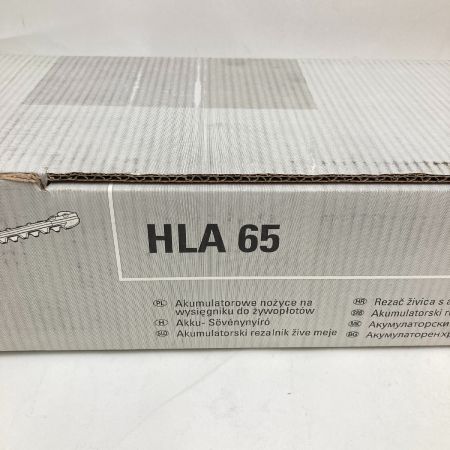 HLA 65
PL Akumulatorowe nożyce na
wysięgniku do żywopłotów
H Akku- Sövénynyíró
SLO Akumulatorski rezalnik žive meje
HR Rezač živica s
SRB Akumulatorski
MK Акумулаторски
BG Акумулаторен